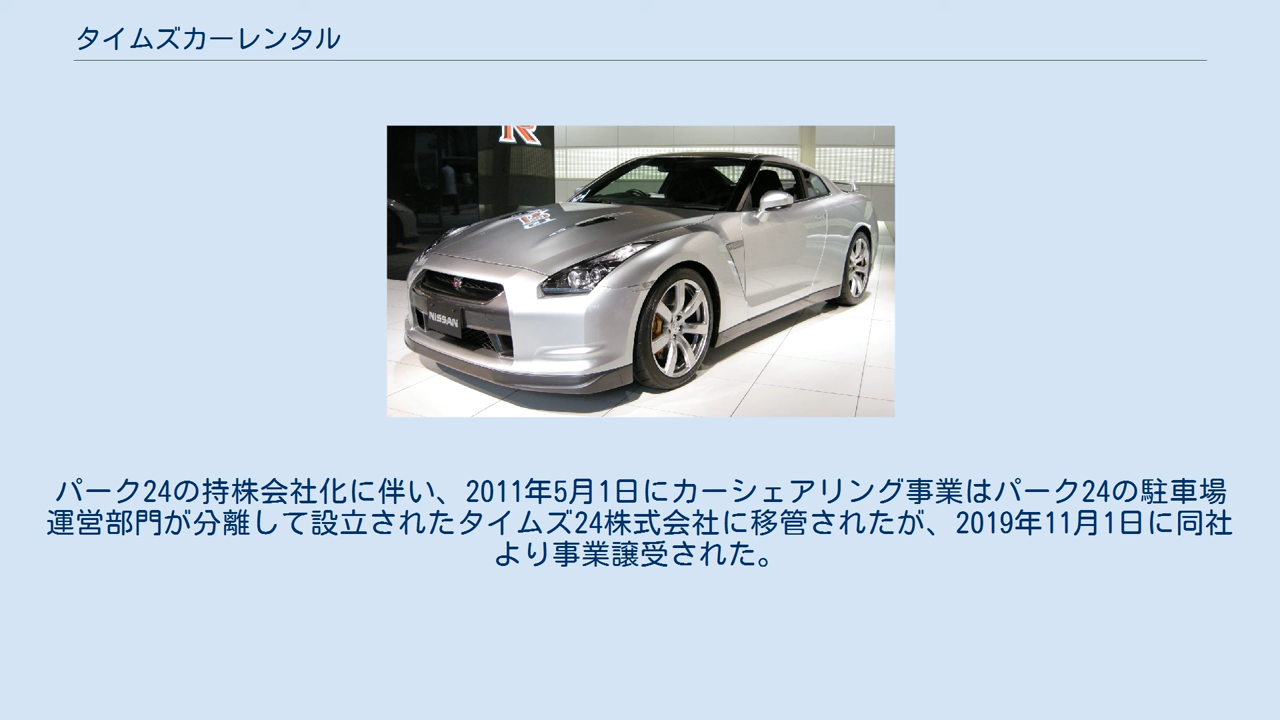 タイムズカーレンタル
R
NISSAN
パーク24の持株会社化に伴い、2011年5月1日にカーシェアリング事業はパーク24の駐車場
運営部門が分離して設立されたタイムズ24株式会社に移管されたが、2019年11月1日に同社
より事業譲受された。